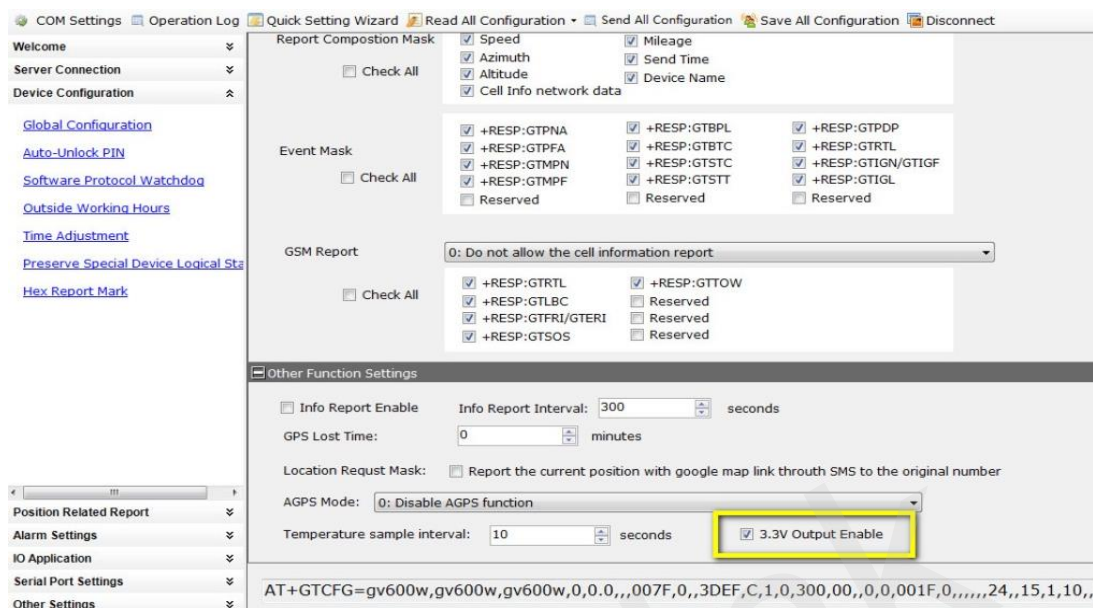 COM Settings Operation Log Quick Setting Wizard Read All Configuration Send All Configuration Save All Configuration Disconnect
Welcome
Server Connection
Device Configuration
Global Configuration
Auto-Unlock PIN
Software Protocol Watchdog
Outside Working Hours
Time Adjustment
Preserve Special Device Logical Sta
Hex Report Mark
Position Related Report
Alarm Settings
IO Application
Serial Port Settings
Other Settings
Report Compostion Mask
Check All
Speed Mileage
Azimuth Send Time
Altitude Device Name
Cell Info network data
Event Mask
Check All
+RESP:GTPNA +RESP:GTBPL +RESP:GTPDP
+RESP:GTPFA +RESP:GTBTC +RESP:GTRTL
+RESP:GTMPN +RESP:GTSTC +RESP:GTIGN/GTIGF
+RESP:GTMPF +RESP:GTSTT +RESP:GTIGL
Reserved Reserved Reserved
GSM Report 0: Do not allow the cell information report
Check All
+RESP:GTRTL +RESP:GTTOW
+RESP:GTLBC Reserved
+RESP:GTFRI/GTERI Reserved
+RESP:GTSOS Reserved
Other Function Settings
Info Report Enable Info Report Interval: 300 seconds
GPS Lost Time: 0 minutes
Location Requst Mask: Report the current position with google map link throuth SMS to the original number
AGPS Mode: 0: Disable AGPS function
Temperature sample interval: 10 seconds 3.3V Output Enable
AT+GTCFG=gv600w,gv600w,gv600w,0,0.0,,,007F,0,,3DEF,C,1,0,300,00,,0,0,001F,0,,,,,,24,,15,1,10,,